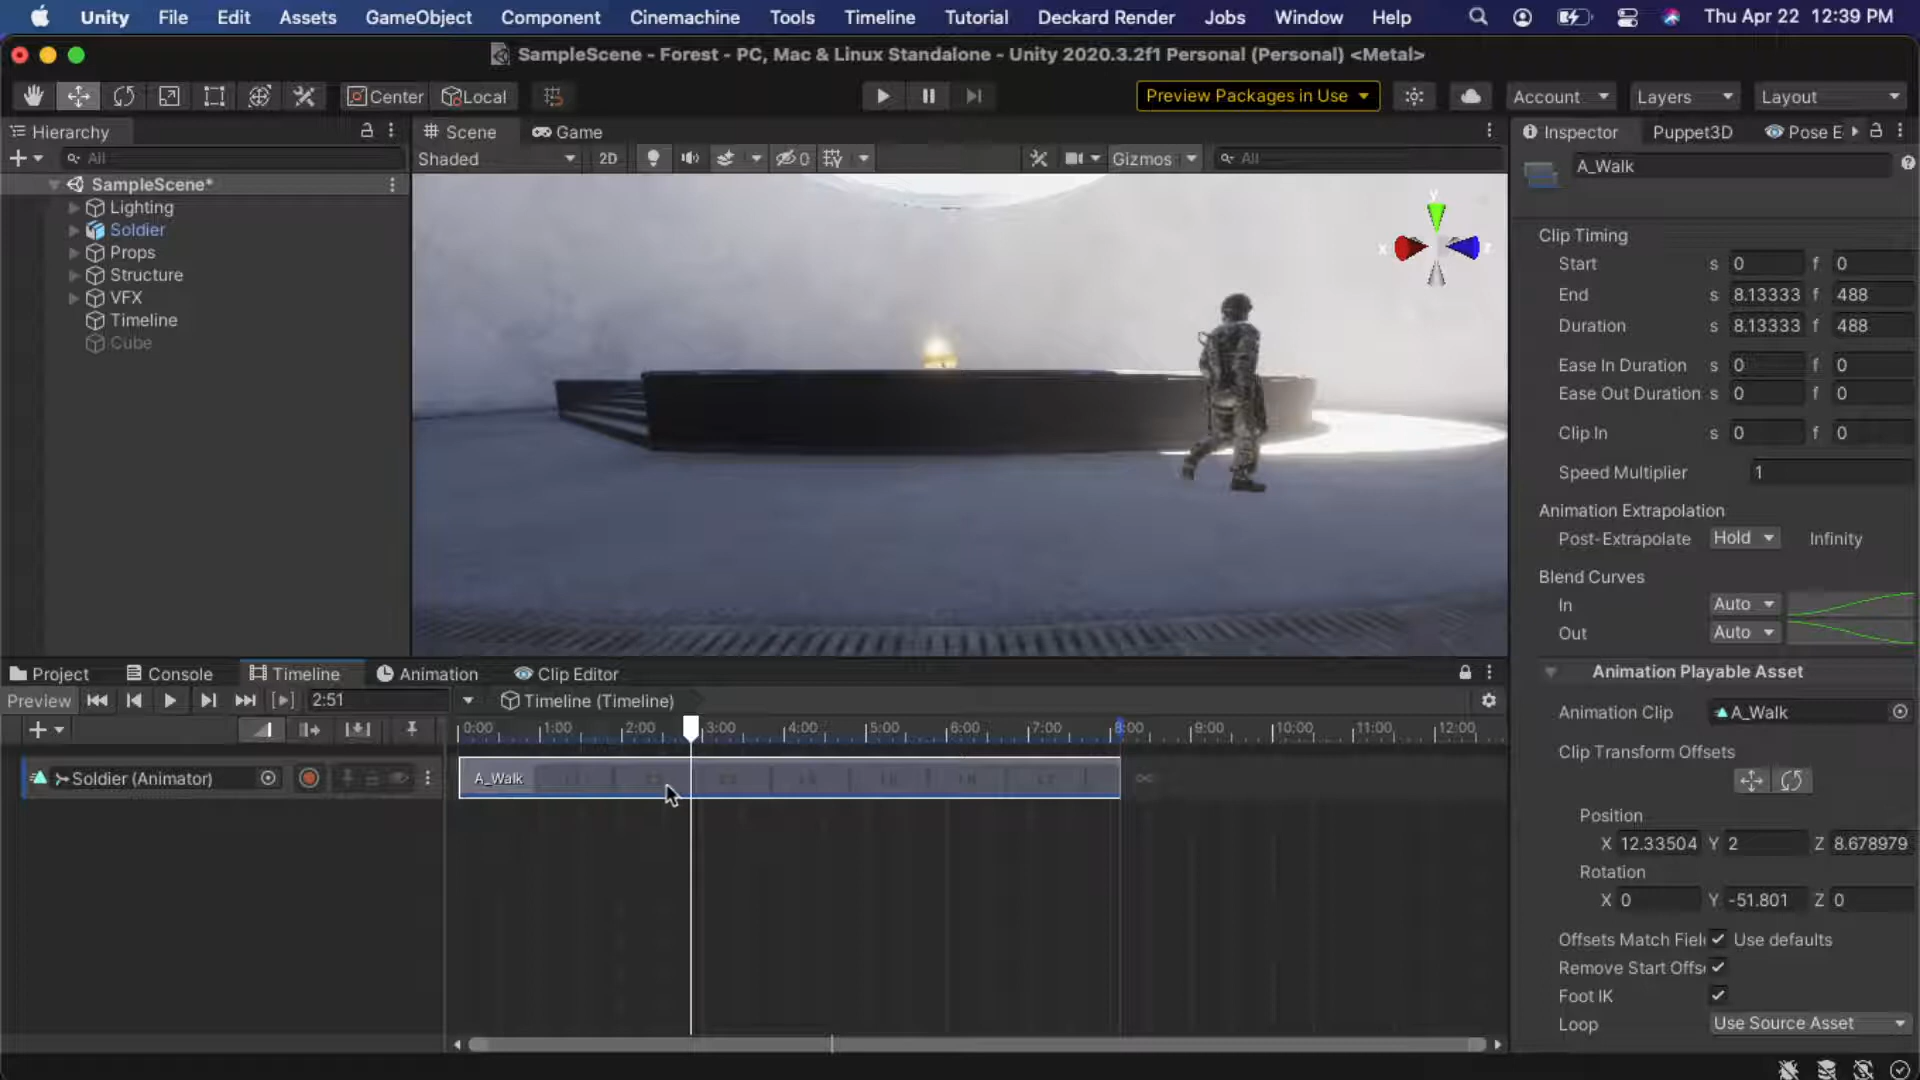 Unity File Edit Assets GameObject Component Cinemachine Tools Timeline Tutorial Deckard Render Jobs Window Help Thu Apr 22 12:39 PM
SampleScene - Forest - PC, Mac & Linux Standalone - Unity 2020.3.2f1 Personal (Personal) <Metal>
Center Local Preview Packages in Use Account Layers Layout
Hierarchy Scene Game Inspector Puppet3D Pose E
All Shaded 2D 0 Gizmos All A_Walk
SampleScene*
Lighting
Soldier
Props
Structure
VFX
Timeline
Cube
y
x
z
Clip Timing
Start s 0 f 0
End s 8.13333 f 488
Duration s 8.13333 f 488
Ease In Duration s 0 f 0
Ease Out Duration s 0 f 0
Clip In s 0 f 0
Speed Multiplier 1
Animation Extrapolation
Post-Extrapolate Hold Infinity
Blend Curves
In Auto
Out Auto
Animation Playable Asset
Animation Clip A_Walk
Clip Transform Offsets
Position
X 12.33504 Y 2 Z 8.678979
Rotation
X 0 Y -51.801 Z 0
Offsets Match Fiel Use defaults
Remove Start Offs
Foot IK
Loop Use Source Asset
Project Console Timeline Animation Clip Editor
Preview 2:51 Timeline (Timeline)
0:00 1:00 2:00 3:00 4:00 5:00 6:00 7:00 8:00 9:00 10:00 11:00 12:00
Soldier (Animator) A_Walk